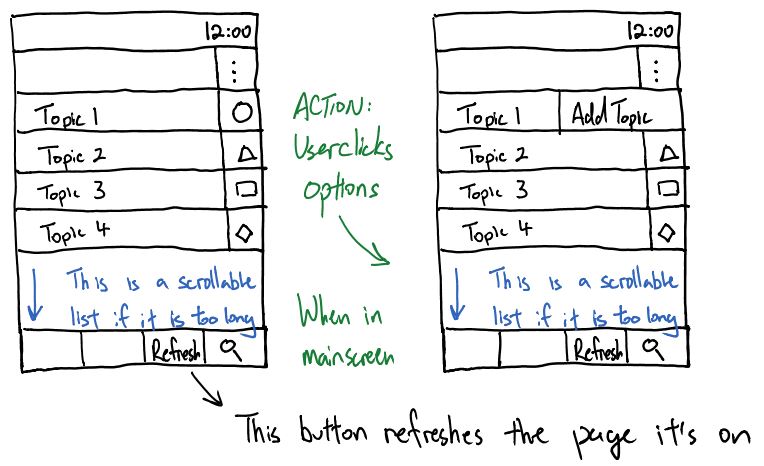 12:00
⋮
Topic 1
Topic 2
Topic 3
Topic 4
This is a scrollable
list if it is too long
Refresh
ACTION:
User clicks
options
When in
mainscreen
12:00
⋮
Topic 1 Add Topic
Topic 2
Topic 3
Topic 4
This is a scrollable
list if it is too long
Refresh
This button refreshes the page it's on